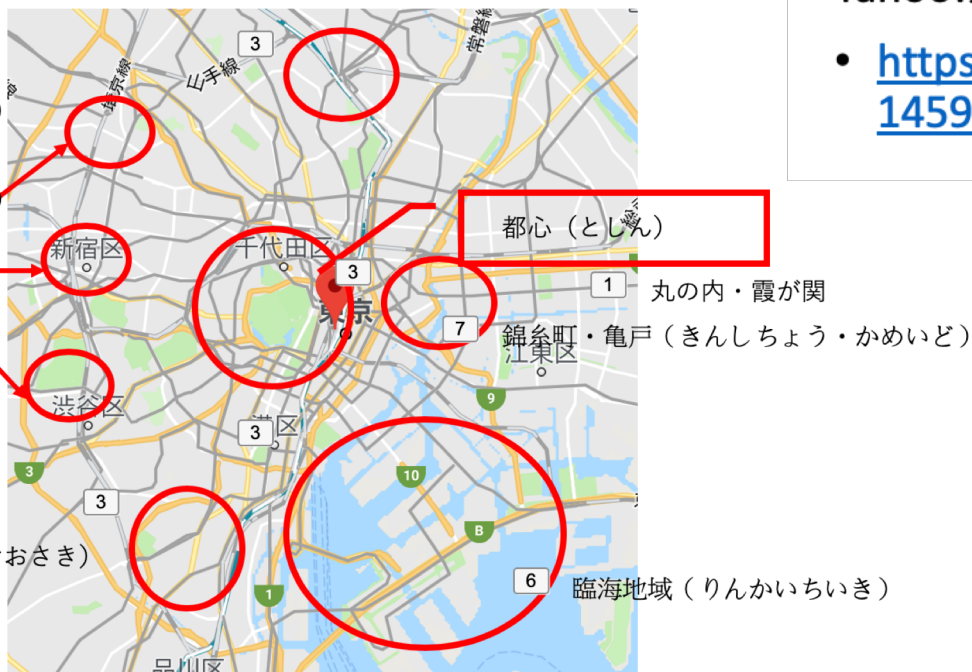 https
1459
3
山手線
常磐線
埼京線
都心（としん）
新宿区
千代田区
3
1
丸の内・霞が関
東京
7
錦糸町・亀戸（きんしちょう・かめいど）
江東区
9
渋谷区
3
港区
3
10
3
B
おさき）
6
臨海地域（りんかいちいき）
1
品川区